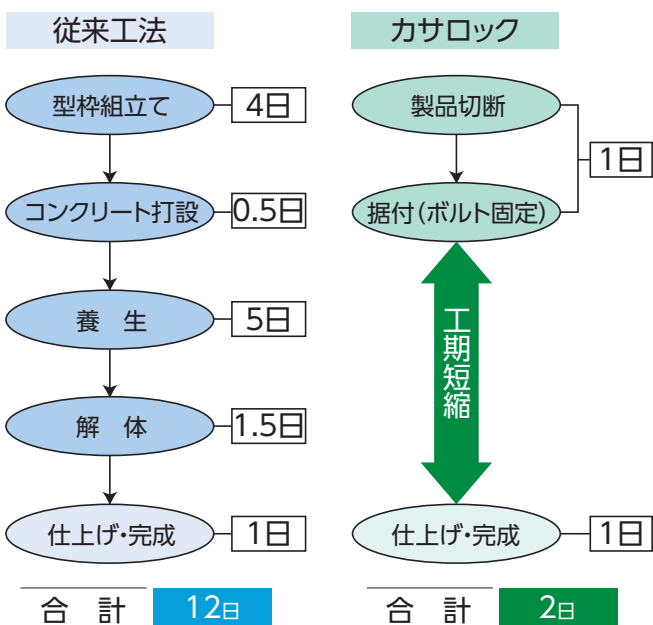 従来工法
型枠組立て 4日
コンクリート打設 0.5日
養 生 5日
解 体 1.5日
仕上げ・完成 1日
合 計 12日
カサロック
製品切断
1日
据付(ボルト固定)
工期短縮
仕上げ・完成 1日
合 計 2日